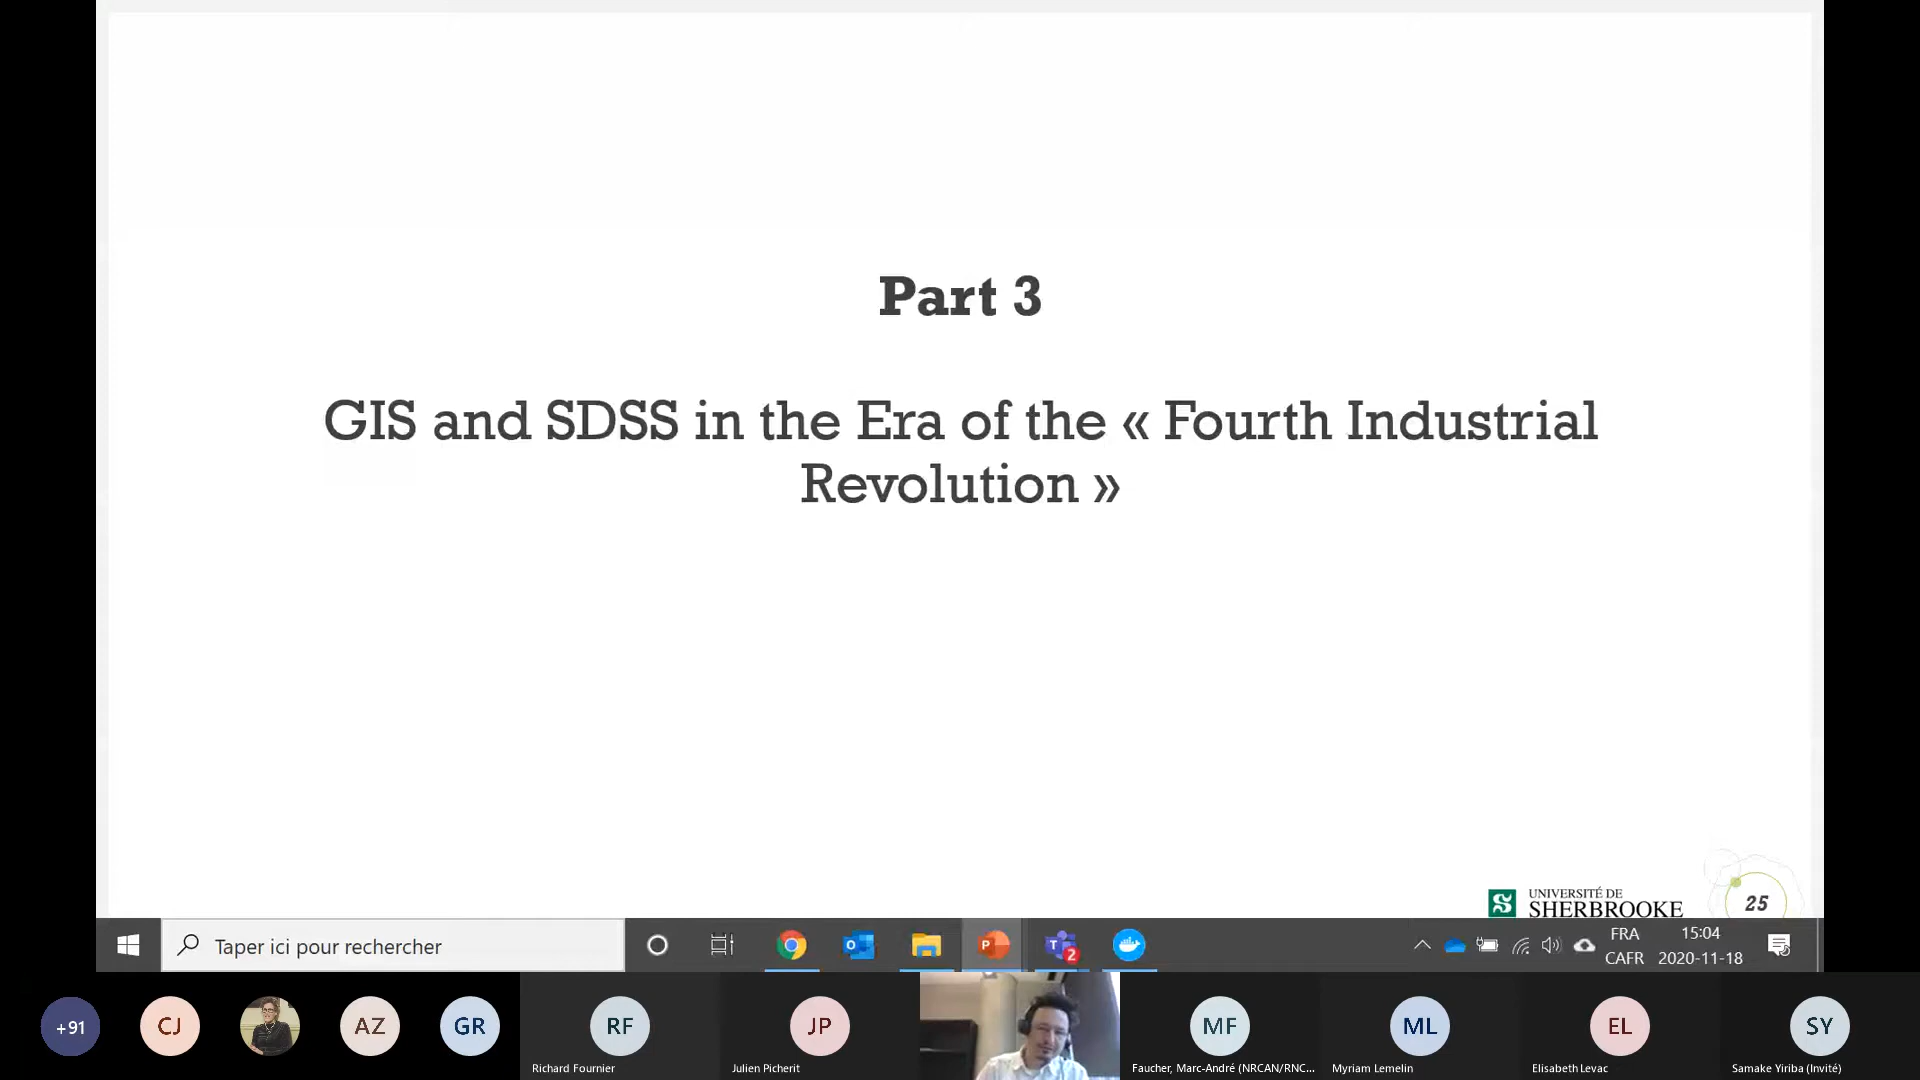 Part 3
GIS and SDSS in the Era of the « Fourth Industrial
Revolution »
UNIVERSITÉ DE
SHERBROOKE
25
Taper ici pour rechercher
2
FRA
CAFR
15:04
2020-11-18
+91
CJ
AZ
GR
RF
Richard Fournier
JP
Julien Picherit
MF
Faucher, Marc-André (NRCAN/RNC...
ML
Myriam Lemelin
EL
Elisabeth Levac
SY
Samake Yiriba (Invité)